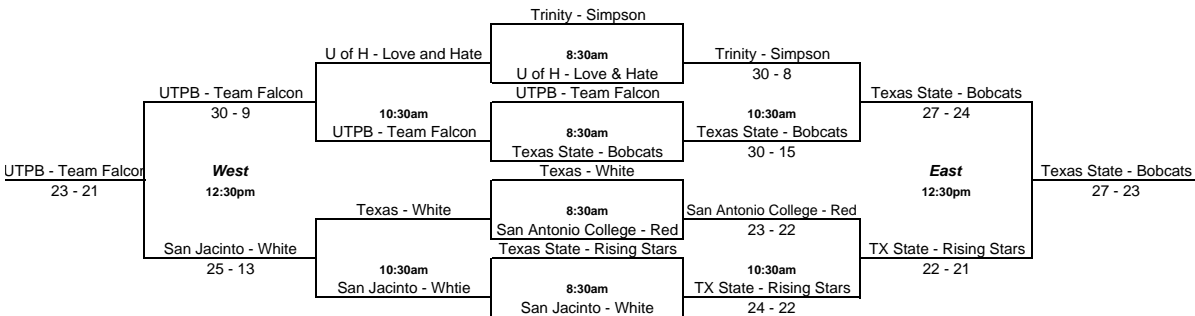 Trinity - Simpson
U of H - Love and Hate 8:30am Trinity - Simpson
U of H - Love & Hate 30 - 8
UTPB - Team Falcon UTPB - Team Falcon Texas State - Bobcats
30 - 9 10:30am 10:30am 27 - 24
UTPB - Team Falcon 8:30am Texas State - Bobcats
Texas State - Bobcats 30 - 15
UTPB - Team Falcon West Texas - White East Texas State - Bobcats
23 - 21 12:30pm 12:30pm 27 - 23
Texas - White 8:30am San Antonio College - Red
San Antonio College - Red 23 - 22
San Jacinto - White Texas State - Rising Stars TX State - Rising Stars
25 - 13 10:30am 10:30am 22 - 21
San Jacinto - Whtie 8:30am TX State - Rising Stars
San Jacinto - White 24 - 22